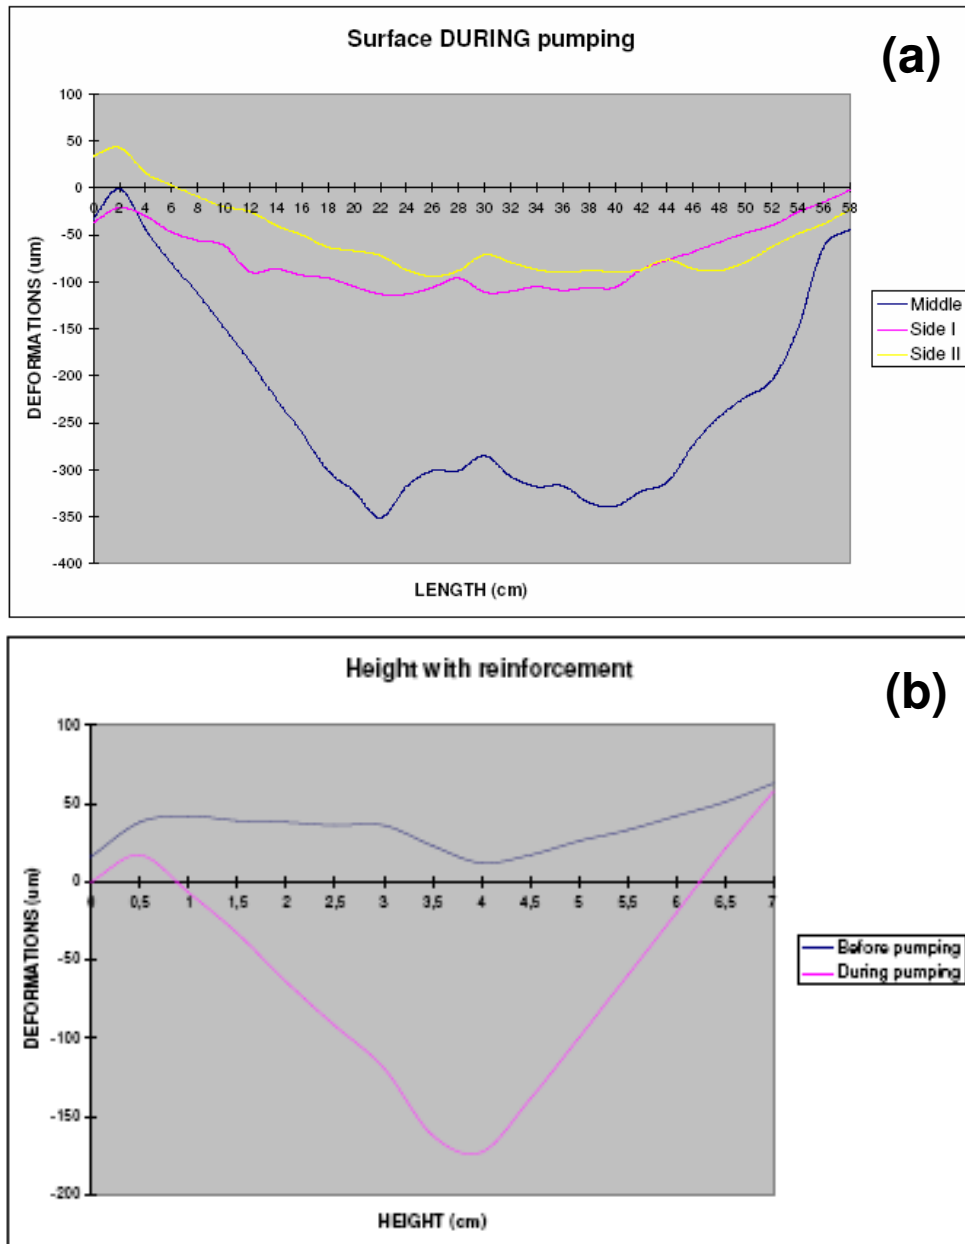 Surface DURING pumping
(a)
100
50
0
0 2 4 6 8 10 12 14 16 18 20 22 24 26 28 30 32 34 36 38 40 42 44 46 48 50 52 54 56 58
-50
-100
-150
-200
-250
-300
-350
-400
DEFORMATIONS (um)
LENGTH (cm)
Middle
Side I
Side II
Height with reinforcement
(b)
100
50
0
0 0,5 1 1,5 2 2,5 3 3,5 4 4,5 5 5,5 6 6,5 7
-50
-100
-150
-200
DEFORMATIONS (um)
HEIGHT (cm)
Before pumping
During pumping